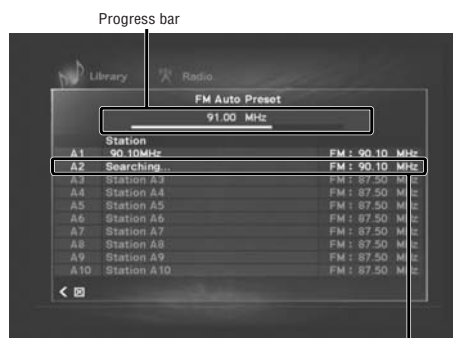 Progress bar
Library Radio
FM Auto Preset
91.00 MHz
Station
A1 90.10MHz FM : 90.10 MHz
A2 Searching... FM : 90.10 MHz
A3 Station A3 FM : 87.50 MHz
A4 Station A4 FM : 87.50 MHz
A5 Station A5 FM : 87.50 MHz
A6 Station A6 FM : 87.50 MHz
A7 Station A7 FM : 87.50 MHz
A8 Station A8 FM : 87.50 MHz
A9 Station A9 FM : 87.50 MHz
A10 Station A10 FM : 87.50 MHz